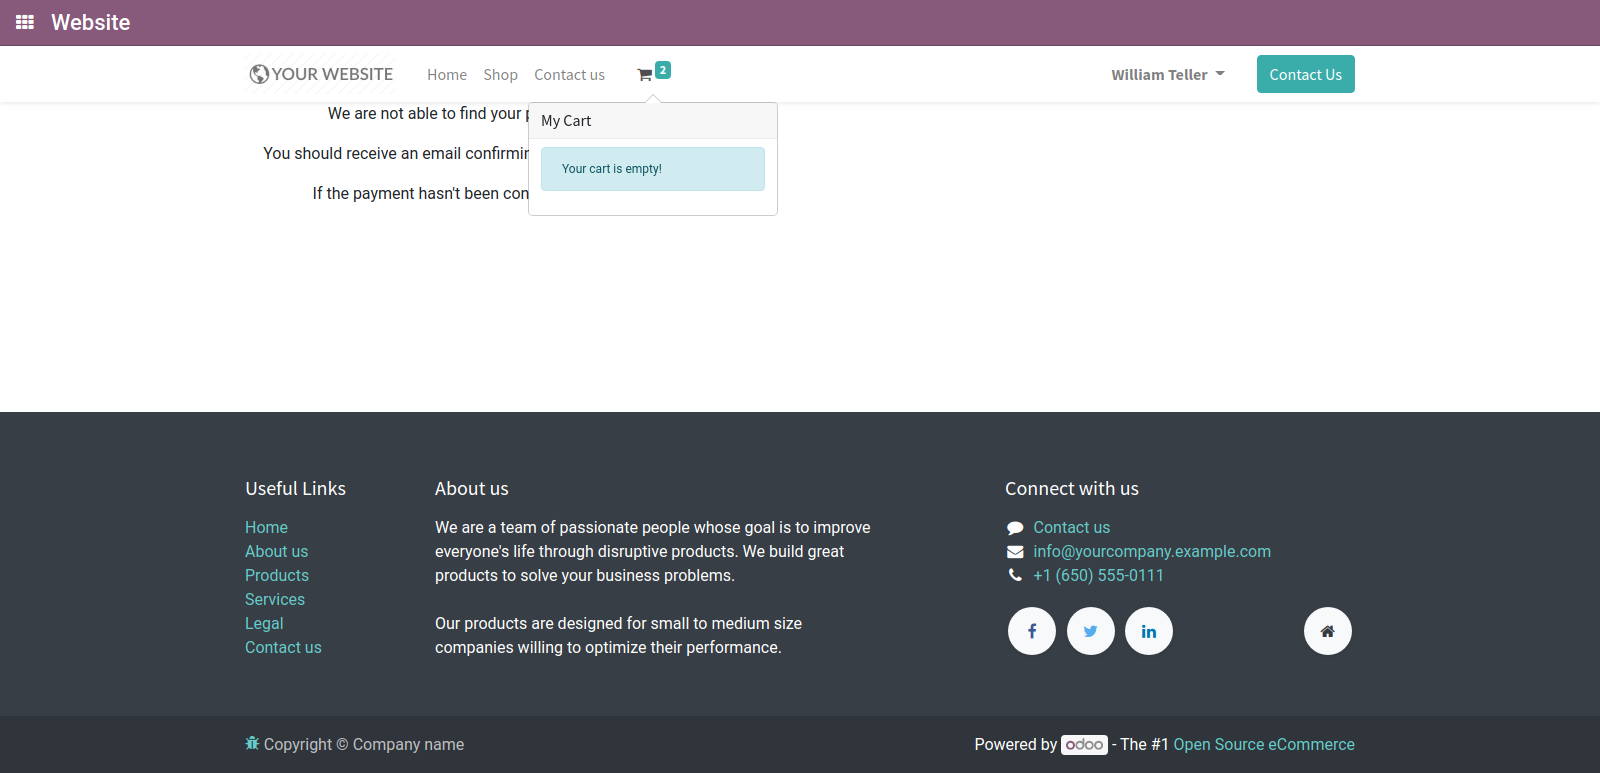 Website
YOUR WEBSITE Home Shop Contact us 2 William Teller Contact Us
We are not able to find your
My Cart
You should receive an email
Your cart is empty!
If the payment hasn't been
Useful Links
Home
About us
Products
Services
Legal
Contact us
About us
We are a team of passionate people whose goal is to improve
everyone's life through disruptive products. We build great
products to solve your business problems.
Our products are designed for small to medium size
companies willing to optimize their performance.
Connect with us
Contact us
info@yourcompany.example.com
+1 (650) 555-0111
Copyright © Company name
Powered by odoo - The #1 Open Source eCommerce